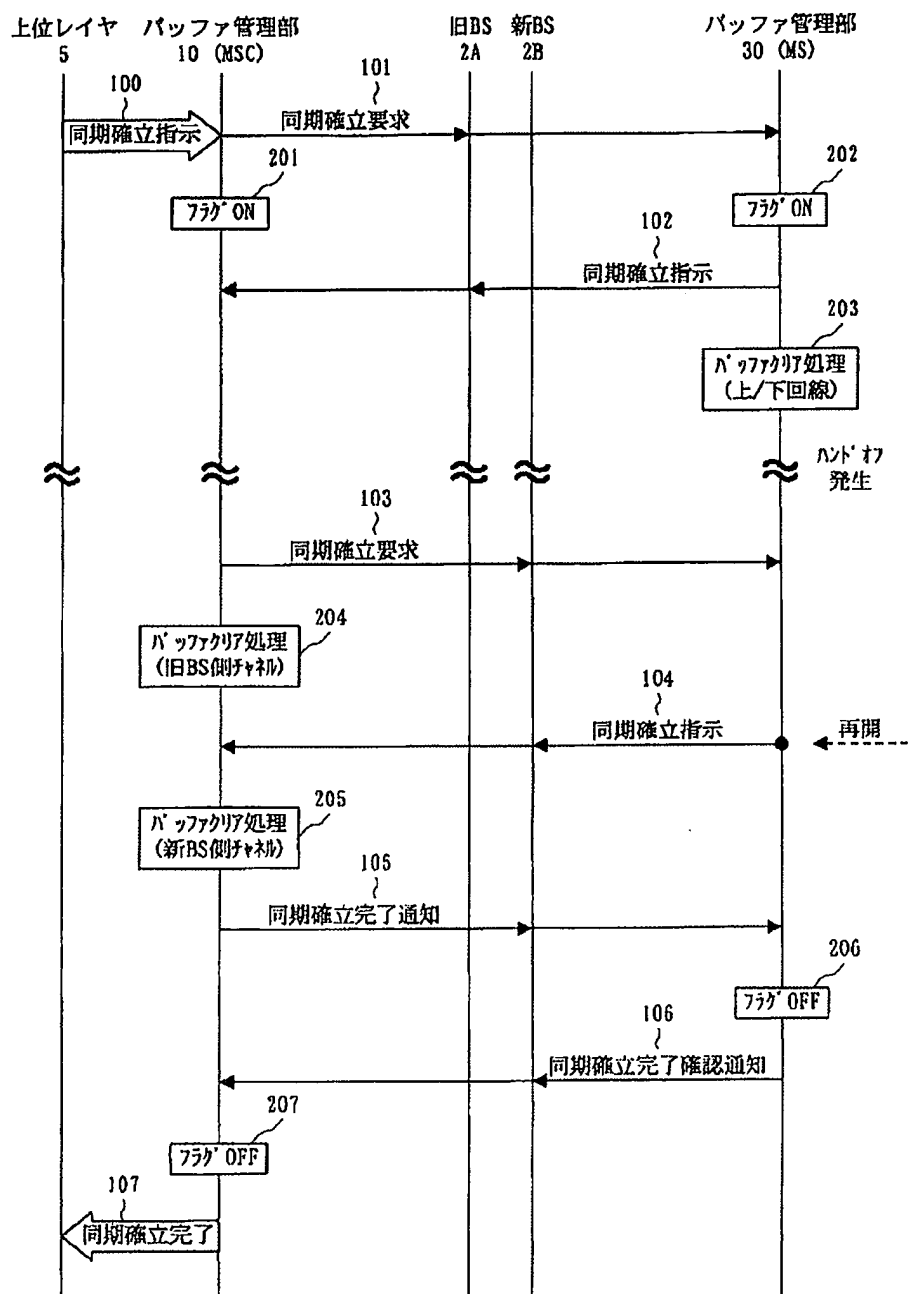 上位レイヤ バッファ管理部 旧BS 新BS バッファ管理部
5 10 (MSC) 2A 2B 30 (MS)
100
同期確立指示
101
同期確立要求
201
フラグON
202
フラグON
102
同期確立指示
203
バッファクリア処理
(上/下回線)
ハンドオフ
発生
103
同期確立要求
204
バッファクリア処理
(旧BS側チャネル)
104
同期確立指示
再開
205
バッファクリア処理
(新BS側チャネル)
105
同期確立完了通知
206
フラグOFF
106
同期確立完了確認通知
207
フラグOFF
107
同期確立完了